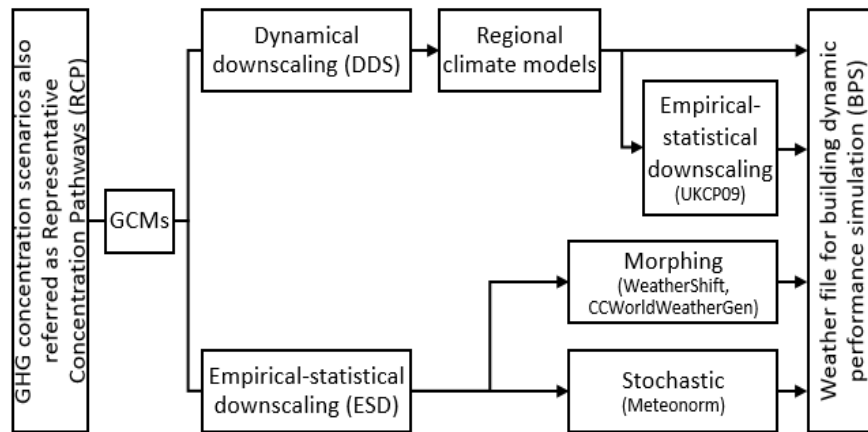 GHG concentration scenarios also
referred as Representative
Concentration Pathways (RCP)
GCMs
Dynamical
downscaling (DDS)
Regional
climate models
Empirical-
statistical
downscaling
(UKCP09)
Morphing
(WeatherShift,
CCWorldWeatherGen)
Empirical-statistical
downscaling (ESD)
Stochastic
(Meteonorm)
Weather file for building dynamic
performance simulation (BPS)